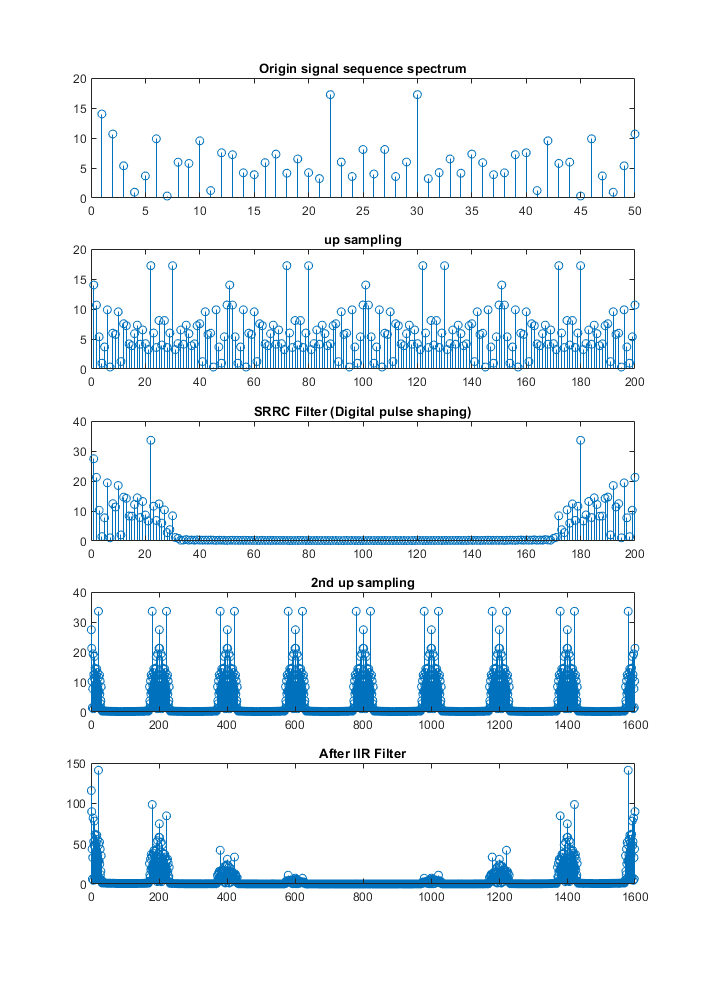 Origin signal sequence spectrum
20
15
10
5
0
0 5 10 15 20 25 30 35 40 45 50
up sampling
20
15
10
5
0
0 20 40 60 80 100 120 140 160 180 200
SRRC Filter (Digital pulse shaping)
40
30
20
10
0
0 20 40 60 80 100 120 140 160 180 200
2nd up sampling
40
30
20
10
0
0 200 400 600 800 1000 1200 1400 1600
After IIR Filter
150
100
50
0
0 200 400 600 800 1000 1200 1400 1600